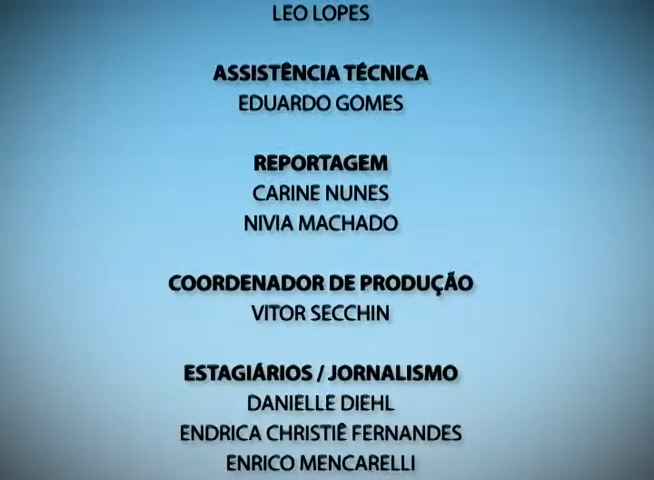 LEO LOPES
ASSISTÊNCIA TÉCNICA
EDUARDO GOMES
REPORTAGEM
CARINE NUNES
NIVIA MACHADO
COORDENADOR DE PRODUÇÃO
VITOR SECCHIN
ESTAGIÁRIOS / JORNALISMO
DANIELLE DIEHL
ENDRICA CHRISTIÊ FERNANDES
ENRICO MENCARELLI